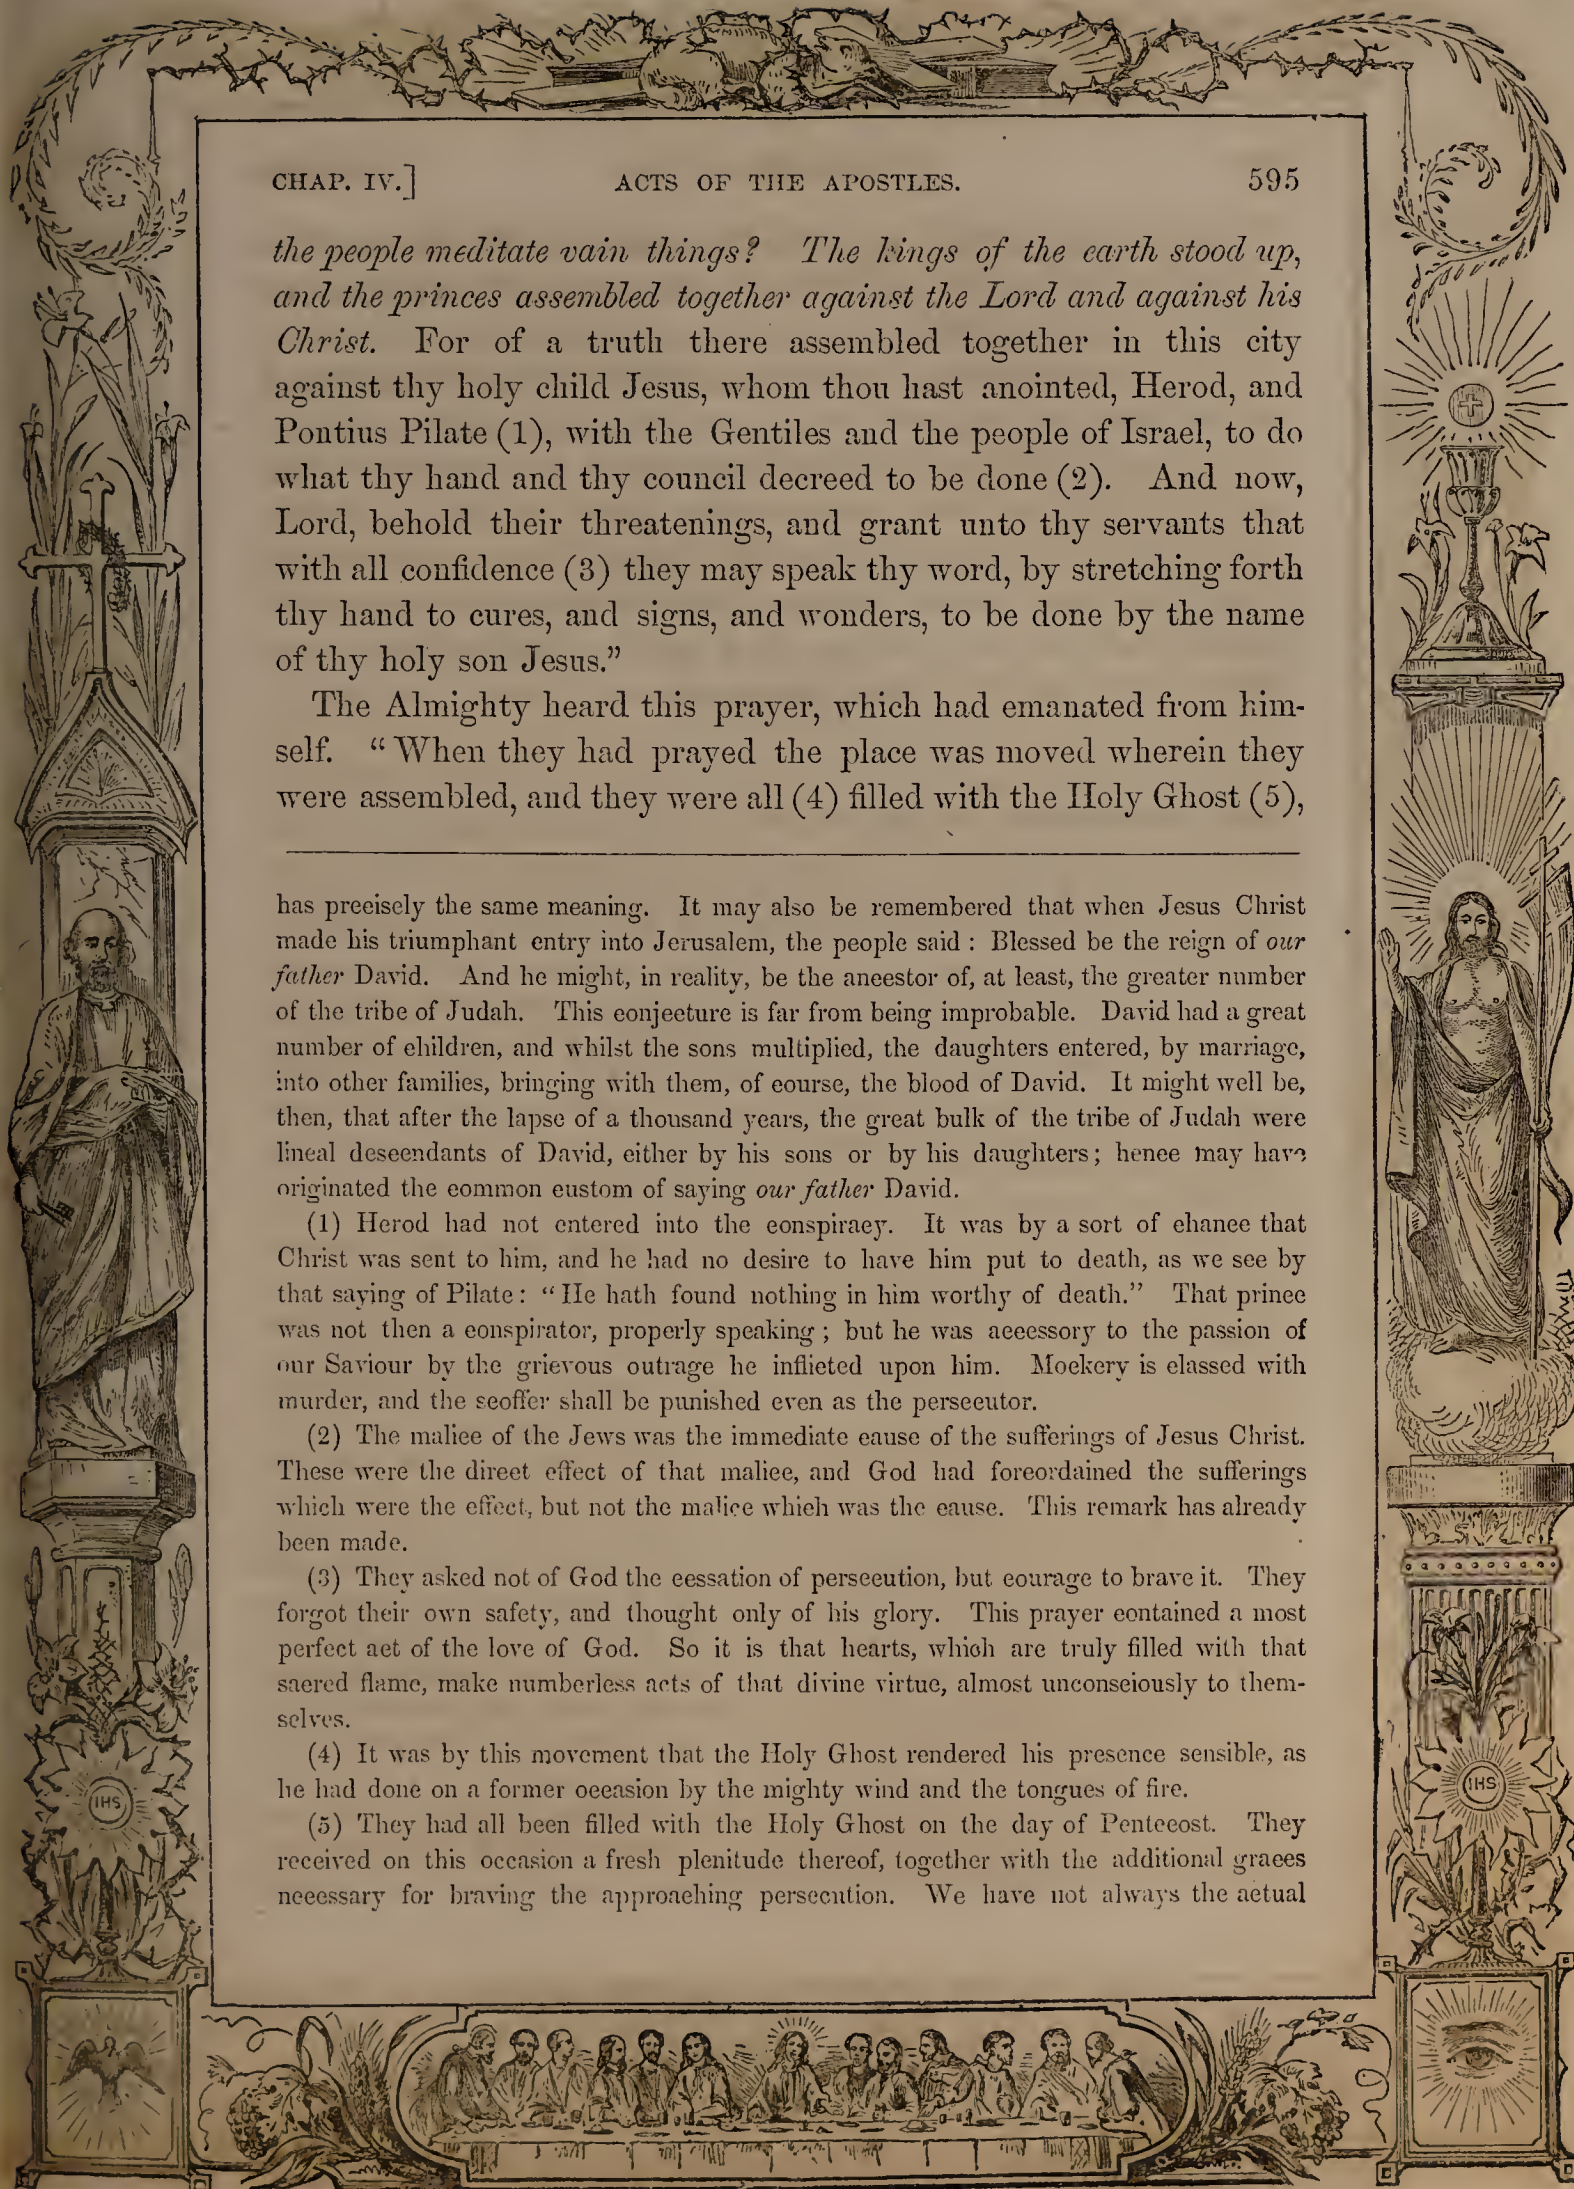 CHAP. IV.] ACTS OF THE APOSTLES. 595
the people meditate vain things? The kings of the earth stood up,
and the princes assembled together against the Lord and against his
Christ. For of a truth there assembled together in this city
against thy holy child Jesus, whom thou hast anointed, Herod, and
Pontius Pilate (1), with the Gentiles and the people of Israel, to do
what thy hand and thy council decreed to be done (2). And now,
Lord, behold their threatenings, and grant unto thy servants that
with all confidence (3) they may speak thy word, by stretching forth
thy hand to cures, and signs, and wonders, to be done by the name
of thy holy son Jesus."
The Almighty heard this prayer, which had emanated from him-
self. "When they had prayed the place was moved wherein they
were assembled, and they were all (4) filled with the Holy Ghost (5),
has precisely the same meaning. It may also be remembered that when Jesus Christ
made his triumphant entry into Jerusalem, the people said : Blessed be the reign of our
father David. And he might, in reality, be the ancestor of, at least, the greater number
of the tribe of Judah. This conjecture is far from being improbable. David had a great
number of children, and whilst the sons multiplied, the daughters entered, by marriage,
into other families, bringing with them, of course, the blood of David. It might well be,
then, that after the lapse of a thousand years, the great bulk of the tribe of Judah were
lineal descendants of David, either by his sons or by his daughters; hence may have
originated the common custom of saying our father David.
(1) Herod had not entered into the conspiracy. It was by a sort of chance that
Christ was sent to him, and he had no desire to have him put to death, as we see by
that saying of Pilate: "He hath found nothing in him worthy of death." That prince
was not then a conspirator, properly speaking ; but he was accessory to the passion of
our Saviour by the grievous outrage he inflicted upon him. Mockery is classed with
murder, and the scoffer shall be punished even as the persecutor.
(2) The malice of the Jews was the immediate cause of the sufferings of Jesus Christ.
These were the direct effect of that malice, and God had foreordained the sufferings
which were the effect, but not the malice which was the cause. This remark has already
been made.
(3) They asked not of God the cessation of persecution, but courage to brave it. They
forgot their own safety, and thought only of his glory. This prayer contained a most
perfect act of the love of God. So it is that hearts, which are truly filled with that
sacred flame, make numberless acts of that divine virtue, almost unconsciously to them-
selves.
(4) It was by this movement that the Holy Ghost rendered his presence sensible, as
he had done on a former occasion by the mighty wind and the tongues of fire.
(5) They had all been filled with the Holy Ghost on the day of Pentecost. They
received on this occasion a fresh plenitude thereof, together with the additional graces
necessary for braving the approaching persecution. We have not always the actual
IHS
IHS